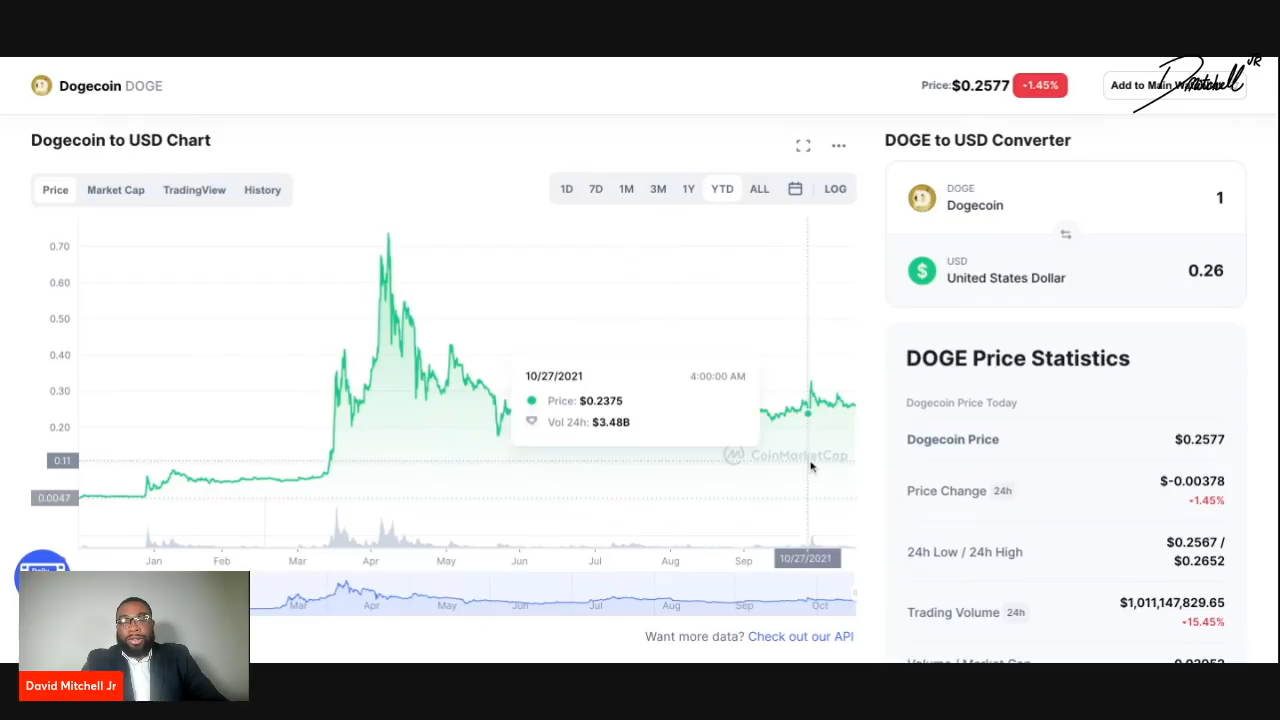 Dogecoin DOGE
Price:$0.2577 -1.45%
Add to Main
Mitchell JR
Dogecoin to USD Chart
Price Market Cap TradingView History
1D 7D 1M 3M 1Y YTD ALL LOG
0.70
0.60
0.50
0.40
0.30
0.20
0.11
0.0047
10/27/2021 4:00:00 AM
Price: $0.2375
Vol 24h: $3.48B
CoinMarketCap
Jan Feb Mar Apr May Jun Jul Aug Sep 10/27/2021
Mar Apr May Jun Jul Aug Sep Oct
Want more data? Check out our API
DOGE to USD Converter
DOGE
Dogecoin 1
USD
United States Dollar 0.26
$
DOGE Price Statistics
Dogecoin Price Today
Dogecoin Price $0.2577
Price Change 24h $-0.00378
-1.45%
24h Low / 24h High $0.2567 /
$0.2652
Trading Volume 24h $1,011,147,829.65
-15.45%
David Mitchell Jr